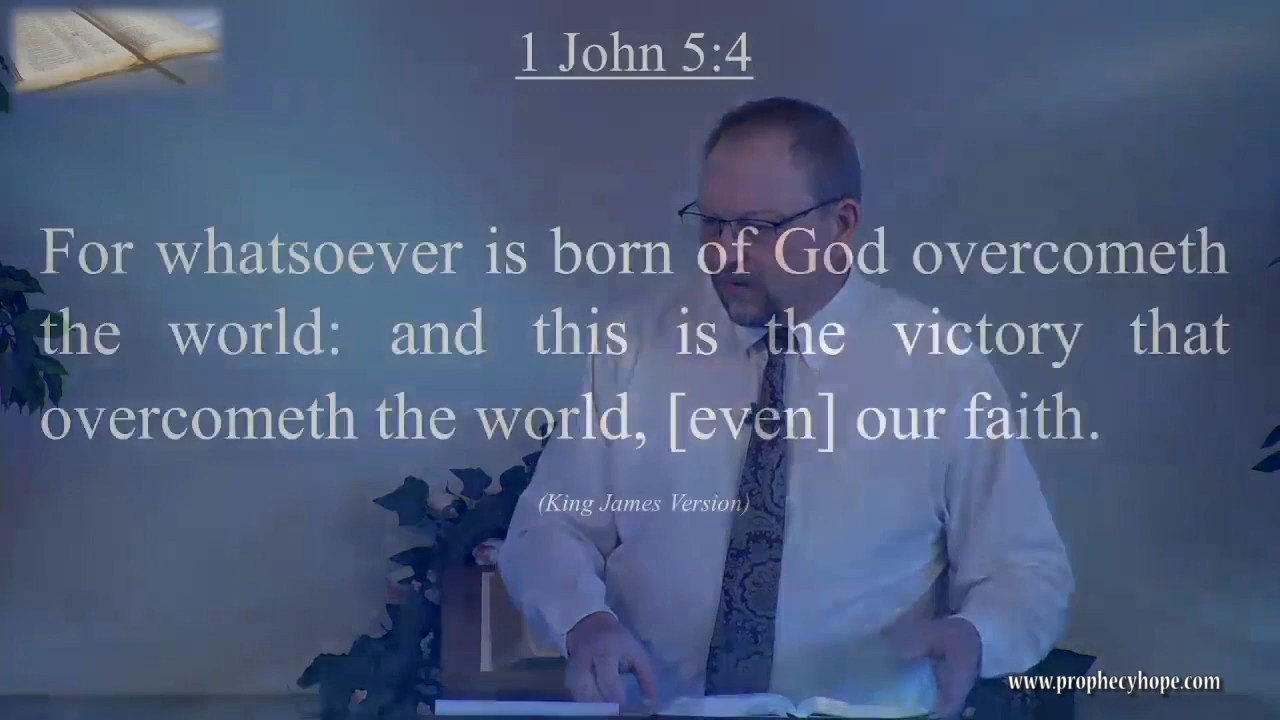 1 John 5:4
For whatsoever is born of God overcometh
the world: and this is the victory that
overcometh the world, [even] our faith.
(King James Version)
www.prophecyhope.com